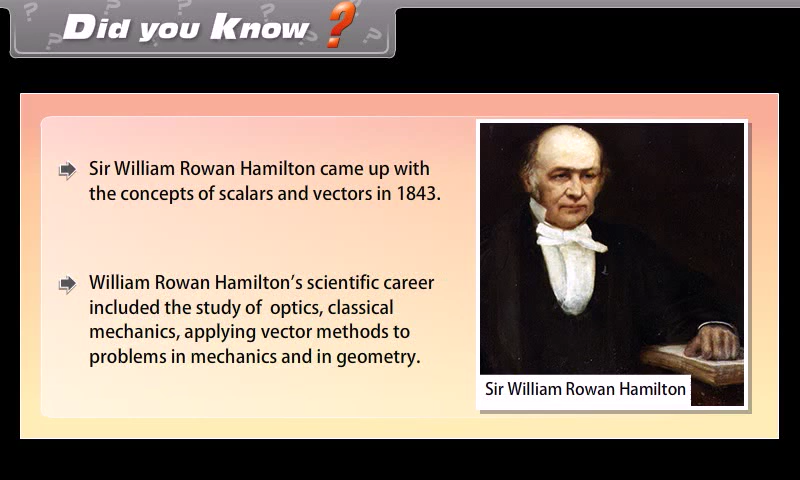 Did you Know ?
Sir William Rowan Hamilton came up with
the concepts of scalars and vectors in 1843.
William Rowan Hamilton's scientific career
included the study of optics, classical
mechanics, applying vector methods to
problems in mechanics and in geometry.
Sir William Rowan Hamilton